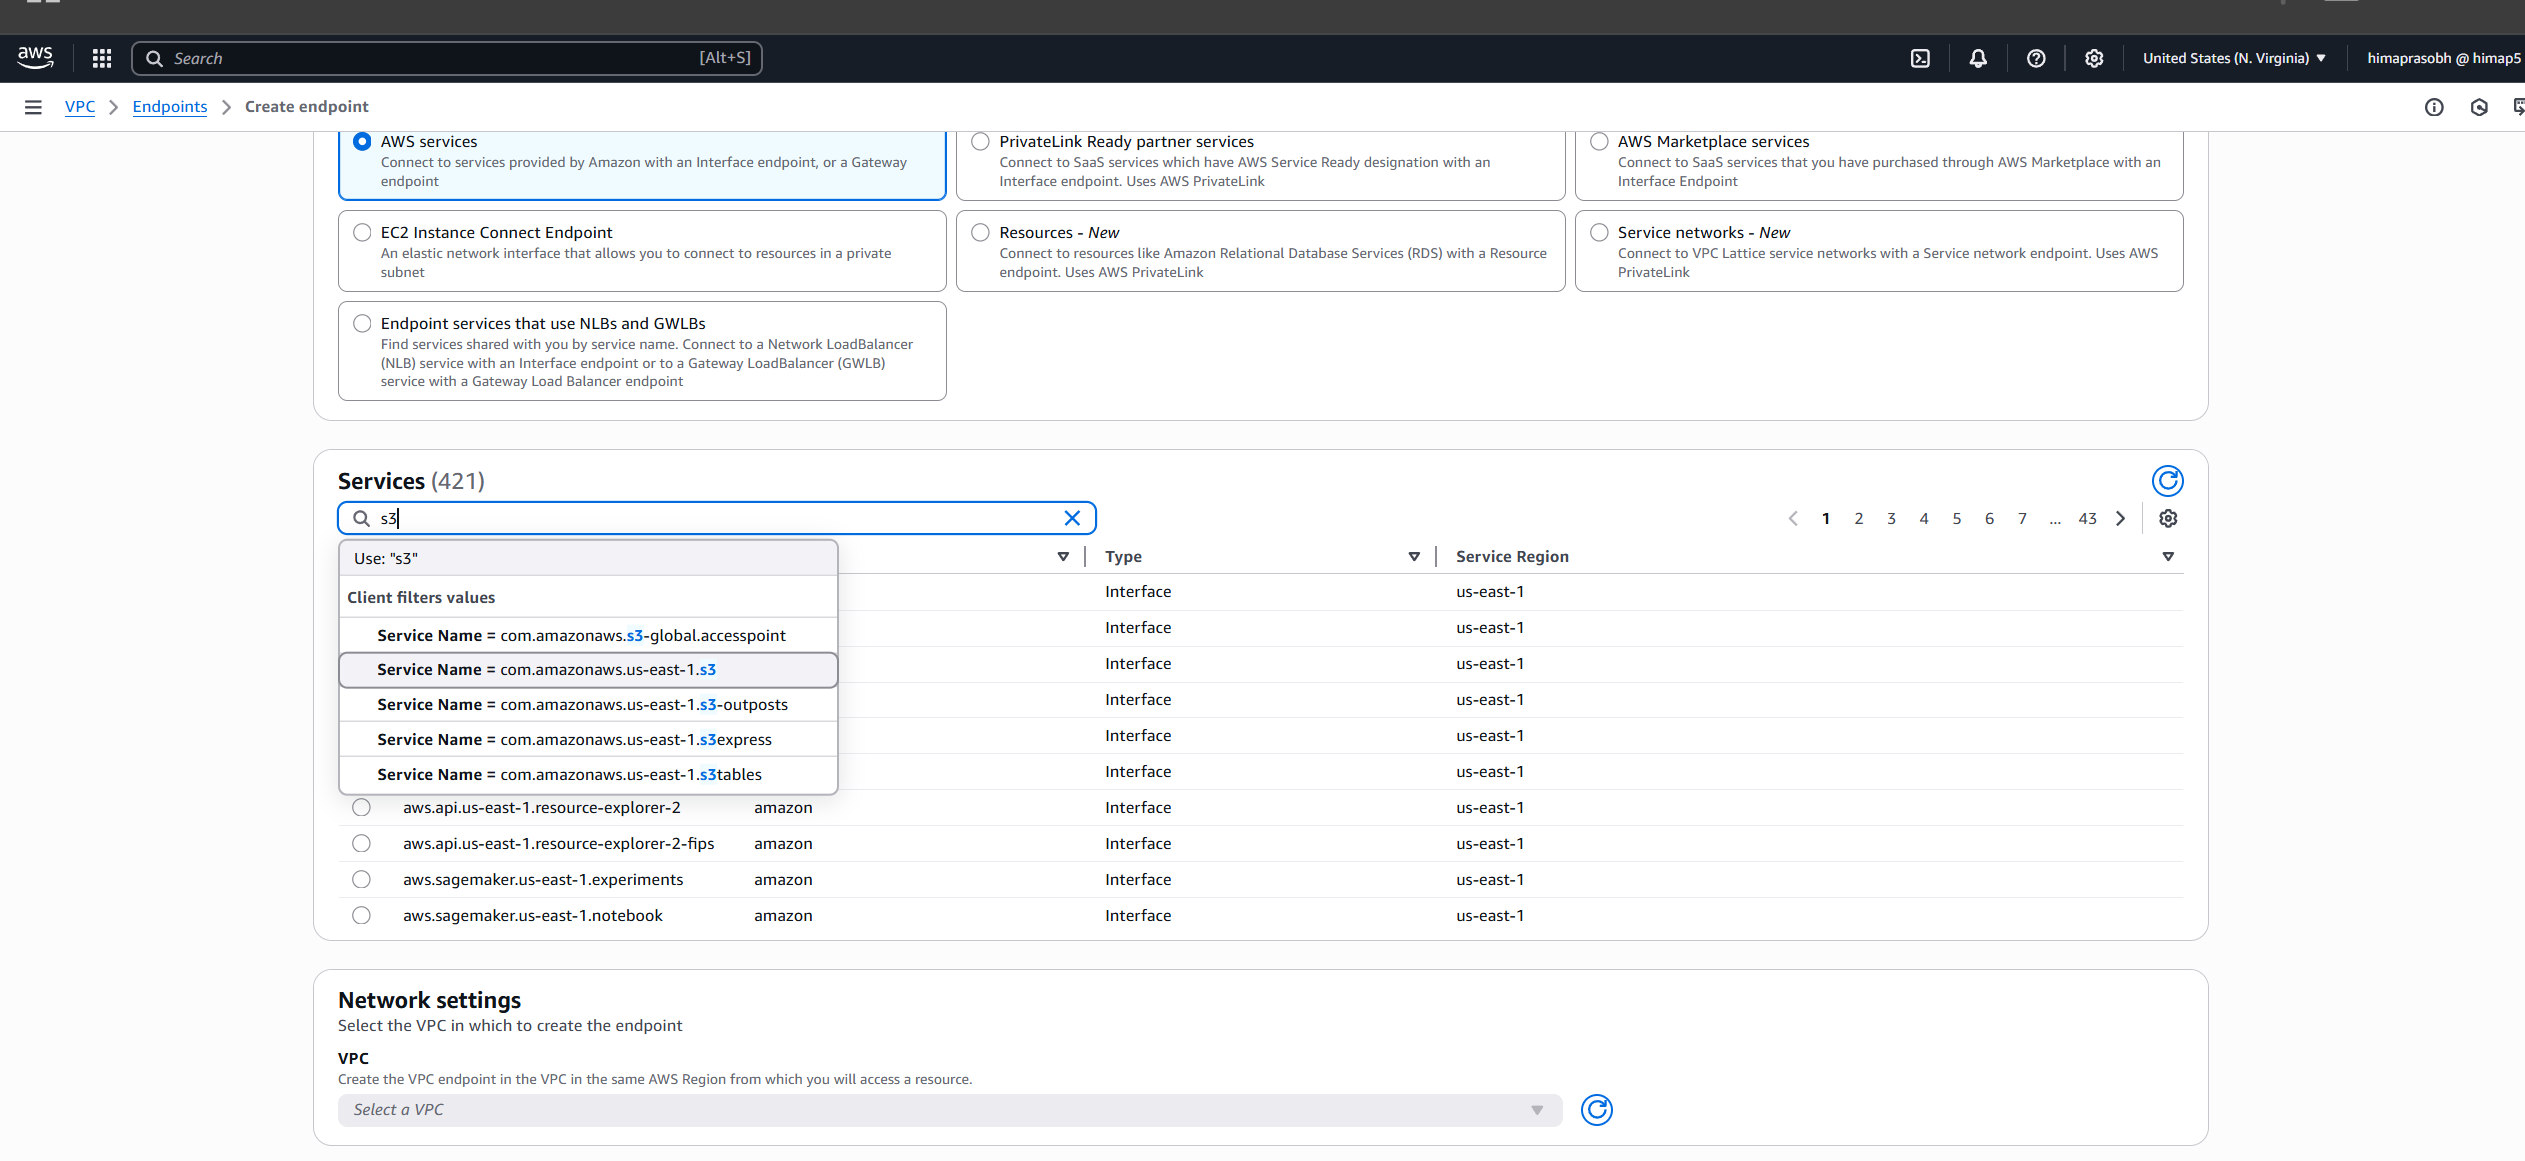 aws
Search
[Alt+S]
United States (N. Virginia)
himaprasobh @ himap5
VPC
Endpoints
Create endpoint
AWS services
Connect to services provided by Amazon with an Interface endpoint, or a Gateway
endpoint
PrivateLink Ready partner services
Connect to SaaS services which have AWS Service Ready designation with an
Interface endpoint. Uses AWS PrivateLink
AWS Marketplace services
Connect to SaaS services that you have purchased through AWS Marketplace with an
Interface Endpoint
EC2 Instance Connect Endpoint
An elastic network interface that allows you to connect to resources in a private
subnet
Resources - New
Connect to resources like Amazon Relational Database Services (RDS) with a Resource
endpoint. Uses AWS PrivateLink
Service networks - New
Connect to VPC Lattice service networks with a Service network endpoint. Uses AWS
PrivateLink
Endpoint services that use NLBs and GWLBs
Find services shared with you by service name. Connect to a Network LoadBalancer
(NLB) service with an Interface endpoint or to a Gateway LoadBalancer (GWLB)
service with a Gateway Load Balancer endpoint
Services (421)
s3
1 2 3 4 5 6 7 ... 43
Use: "s3"
Client filters values
Service Name = com.amazonaws.s3-global.accesspoint
Service Name = com.amazonaws.us-east-1.s3
Service Name = com.amazonaws.us-east-1.s3-outposts
Service Name = com.amazonaws.us-east-1.s3express
Service Name = com.amazonaws.us-east-1.s3tables
Type Service Region
Interface us-east-1
Interface us-east-1
Interface us-east-1
Interface us-east-1
Interface us-east-1
Interface us-east-1
aws.api.us-east-1.resource-explorer-2 amazon Interface us-east-1
aws.api.us-east-1.resource-explorer-2-fips amazon Interface us-east-1
aws.sagemaker.us-east-1.experiments amazon Interface us-east-1
aws.sagemaker.us-east-1.notebook amazon Interface us-east-1
Network settings
Select the VPC in which to create the endpoint
VPC
Create the VPC endpoint in the VPC in the same AWS Region from which you will access a resource.
Select a VPC